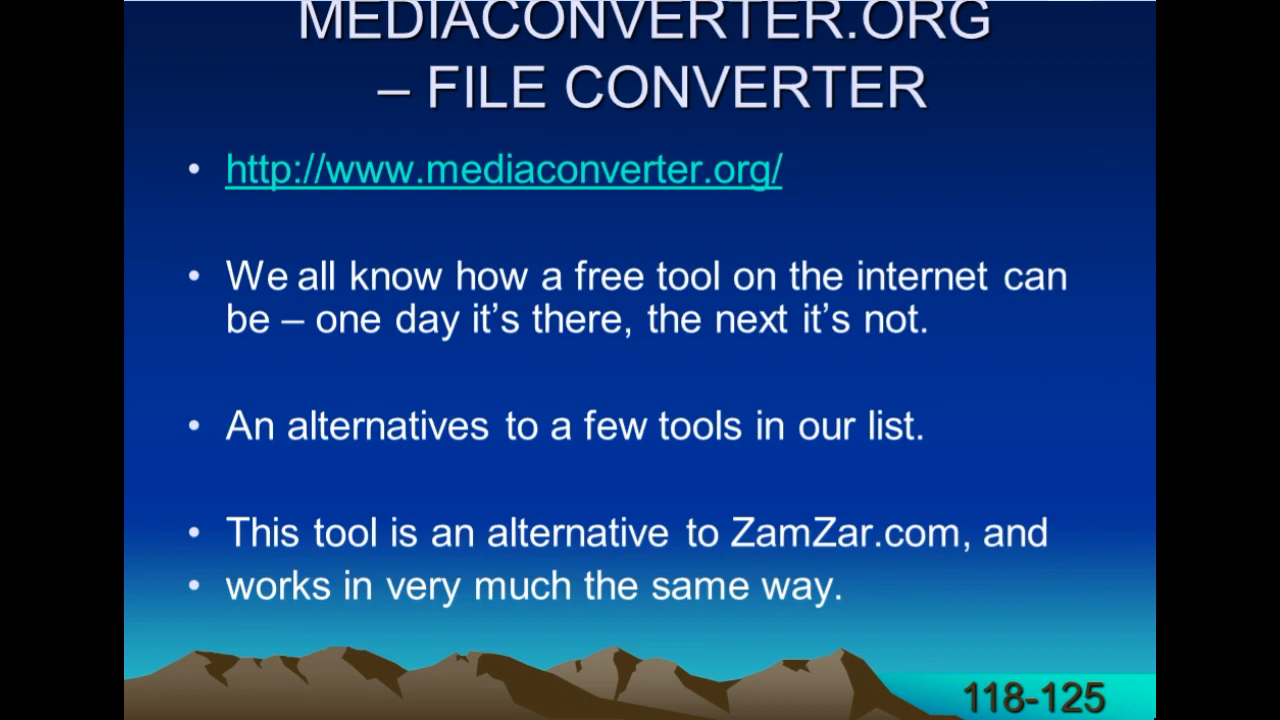 MEDIACONVERTER.ORG
– FILE CONVERTER
• http://www.mediaconverter.org/
• We all know how a free tool on the internet can
be – one day it’s there, the next it’s not.
• An alternatives to a few tools in our list.
• This tool is an alternative to ZamZar.com, and
• works in very much the same way.
118-125